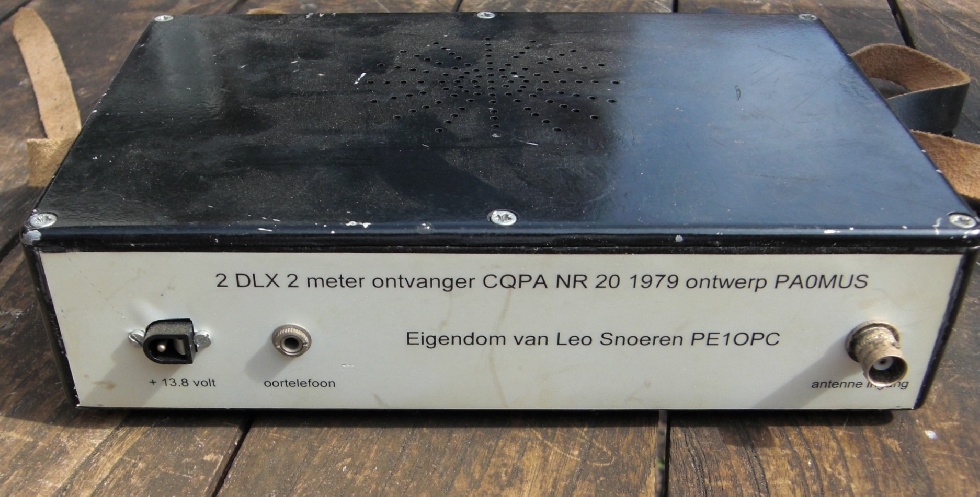 2 DLX 2 meter ontvanger CQPA NR 20 1979 ontwerp PA0MUS
Eigendom van Leo Snoeren PE1OPC
+ 13.8 volt
oortelefoon
antenne ingang